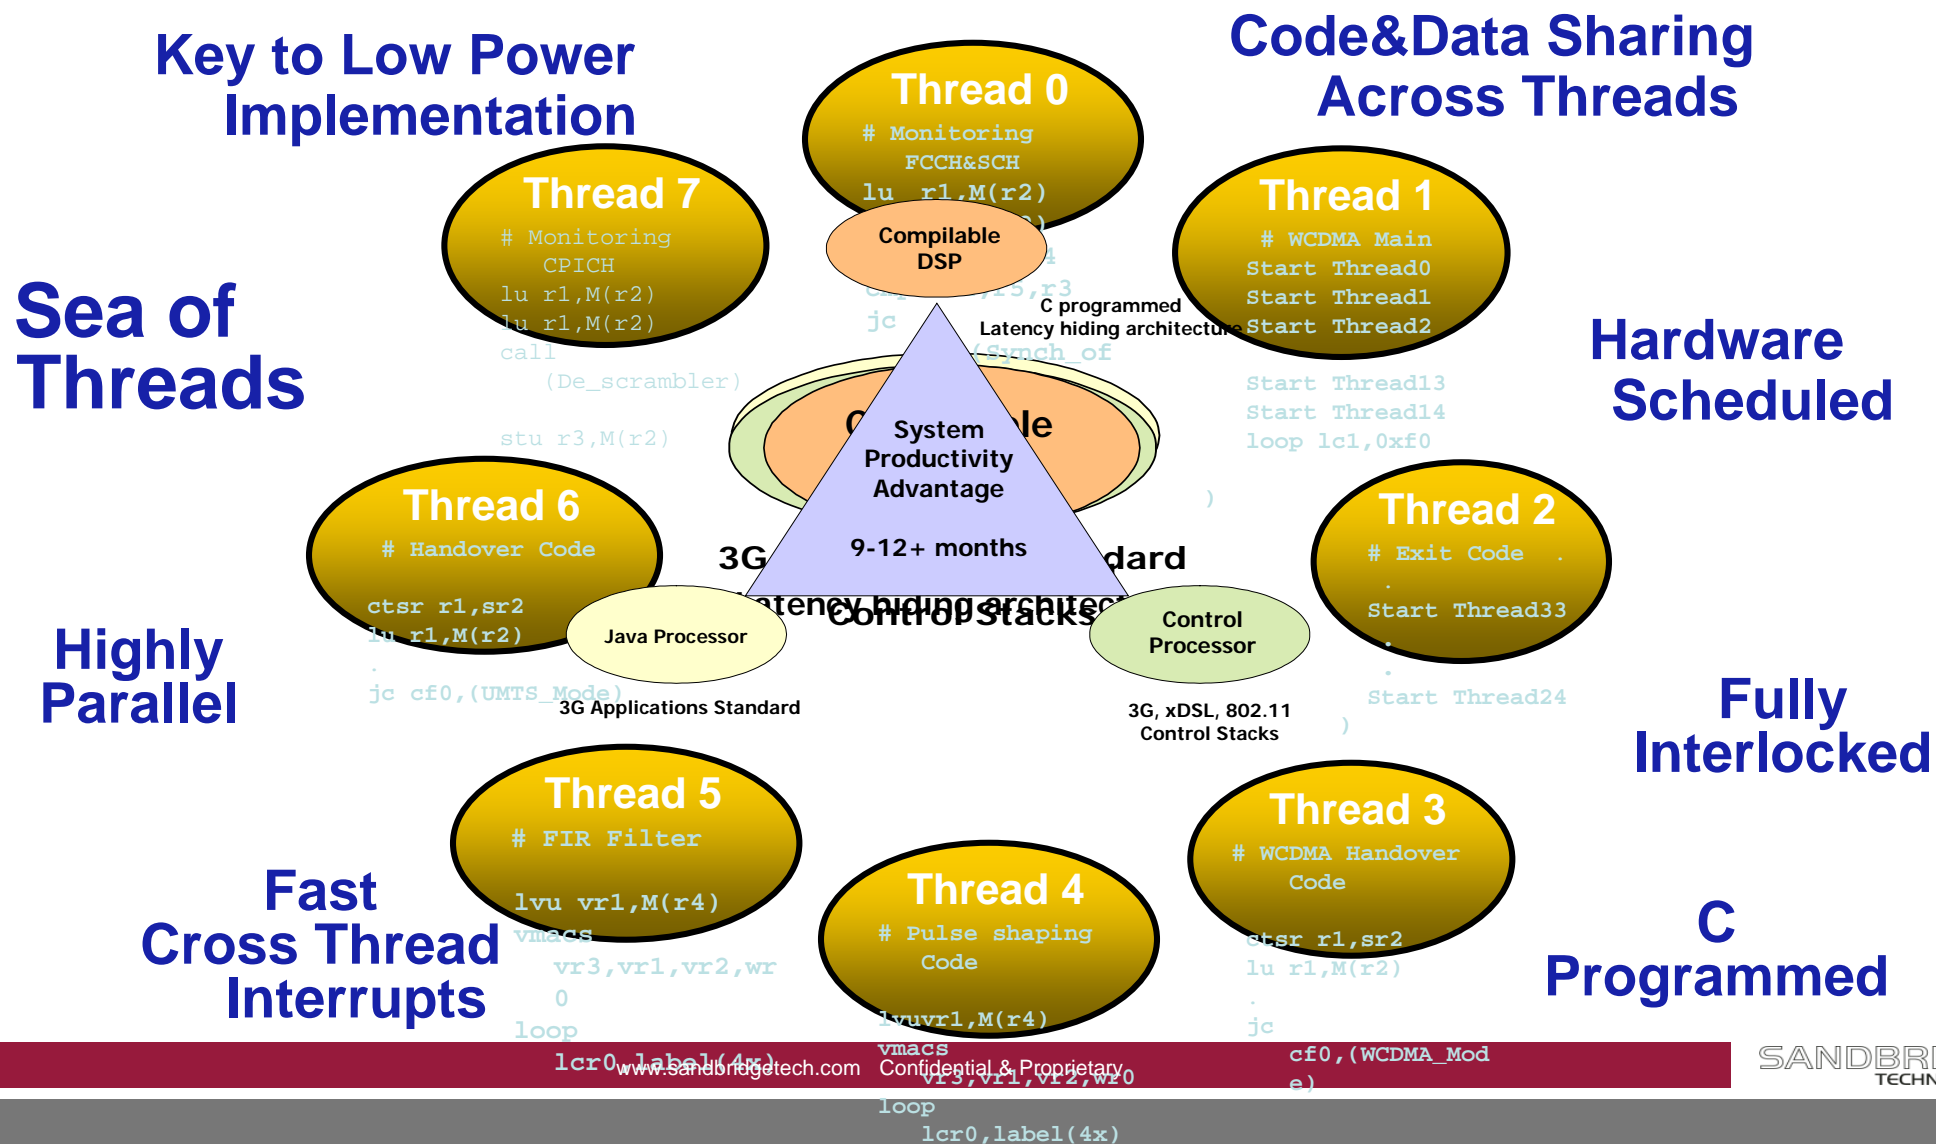 Key to Low Power
Implementation
Code&Data Sharing
Across Threads
Thread 0
# Monitoring
FCCH&SCH
lu r1,M(r2)
Compilable
DSP
jc
(Synch_of
Thread 7
# Monitoring
CPICH
lu r1,M(r2)
lu r1,M(r2)
call
(De_scrambler)
stu r3,M(r2)
Thread 1
# WCDMA Main
Start Thread0
Start Thread1
Start Thread2
Start Thread13
Start Thread14
loop lc1,0xf0
)
C programmed
Latency hiding architecture
Sea of
Threads
Hardware
Scheduled
System
Productivity
Advantage
9-12+ months
3G
Control Stacks
Thread 6
# Handover Code
ctsr r1,sr2
lu r1,M(r2)
.
jc cf0,(UMTS_Mode)
Thread 2
# Exit Code .
.
Start Thread33
.
.
Start Thread24
)
Java Processor
3G Applications Standard
Control
Processor
3G, xDSL, 802.11
Control Stacks
Highly
Parallel
Fully
Interlocked
Thread 5
# FIR Filter
lvu vr1,M(r4)
vmacs
vr3,vr1,vr2,wr
0
loop
lcr0,label(4x)
Thread 4
# Pulse shaping
Code
lvuvr1,M(r4)
vmacs
vr3,vr1,vr2,wr0
loop
lcr0,label(4x)
Thread 3
# WCDMA Handover
Code
ctsr r1,sr2
lu r1,M(r2)
.
jc
cf0,(WCDMA_Mod
e)
Fast
Cross Thread
Interrupts
C
Programmed
www.sandbridgetech.com Confidential & Proprietary
SANDBRI
TECHN